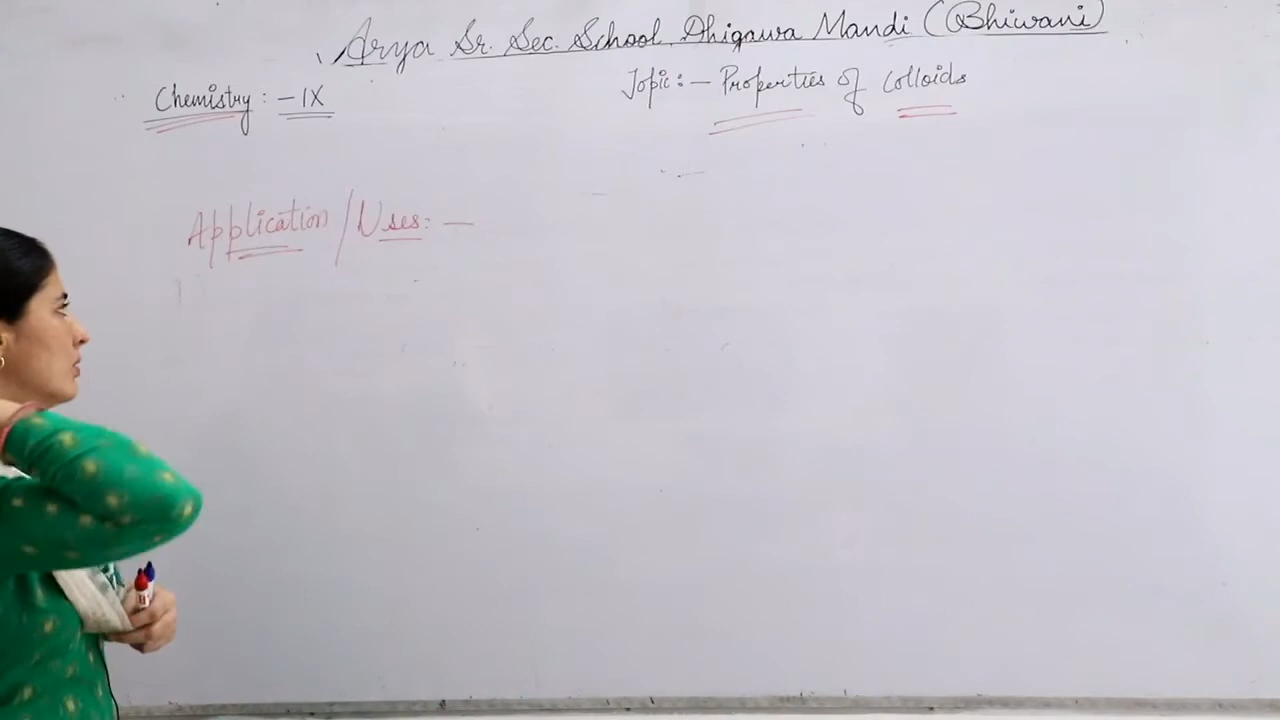 Arya Sr. Sec. School, Dhigawa Mandi (Bhiwani)
Chemistry : - IX
Topic :- Properties of Colloids
Application / Uses : -